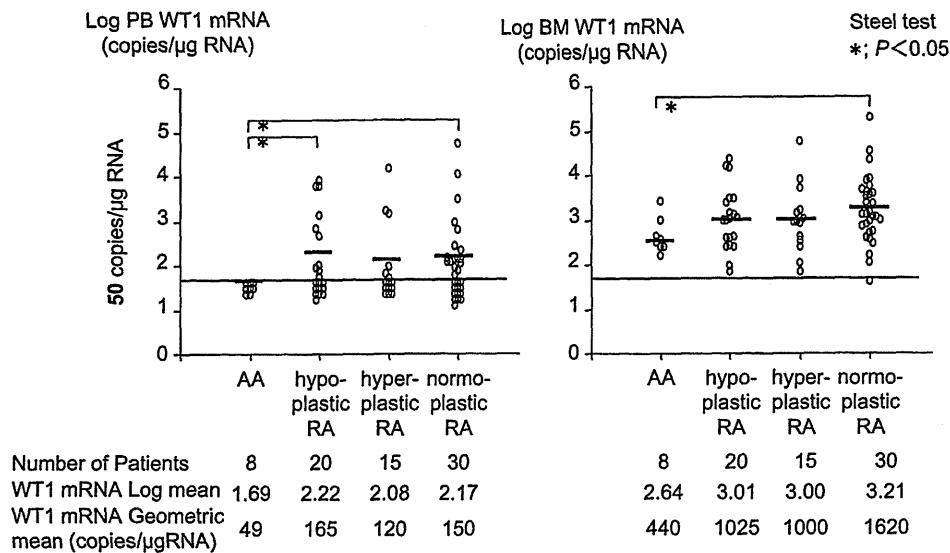 Log PB WT1 mRNA
(copies/µg RNA)
Log BM WT1 mRNA
(copies/µg RNA)
Steel test
*; P<0.05
6
5
4
3
2
1
0
50 copies/µg RNA
*
*
AA
hypo-
plastic
RA
hyper-
plastic
RA
normo-
plastic
RA
6
5
4
3
2
1
0
*
AA
hypo-
plastic
RA
hyper-
plastic
RA
normo-
plastic
RA
Number of Patients 8 20 15 30 8 20 15 30
WT1 mRNA Log mean 1.69 2.22 2.08 2.17 2.64 3.01 3.00 3.21
WT1 mRNA Geometric
mean (copies/µgRNA) 49 165 120 150 440 1025 1000 1620